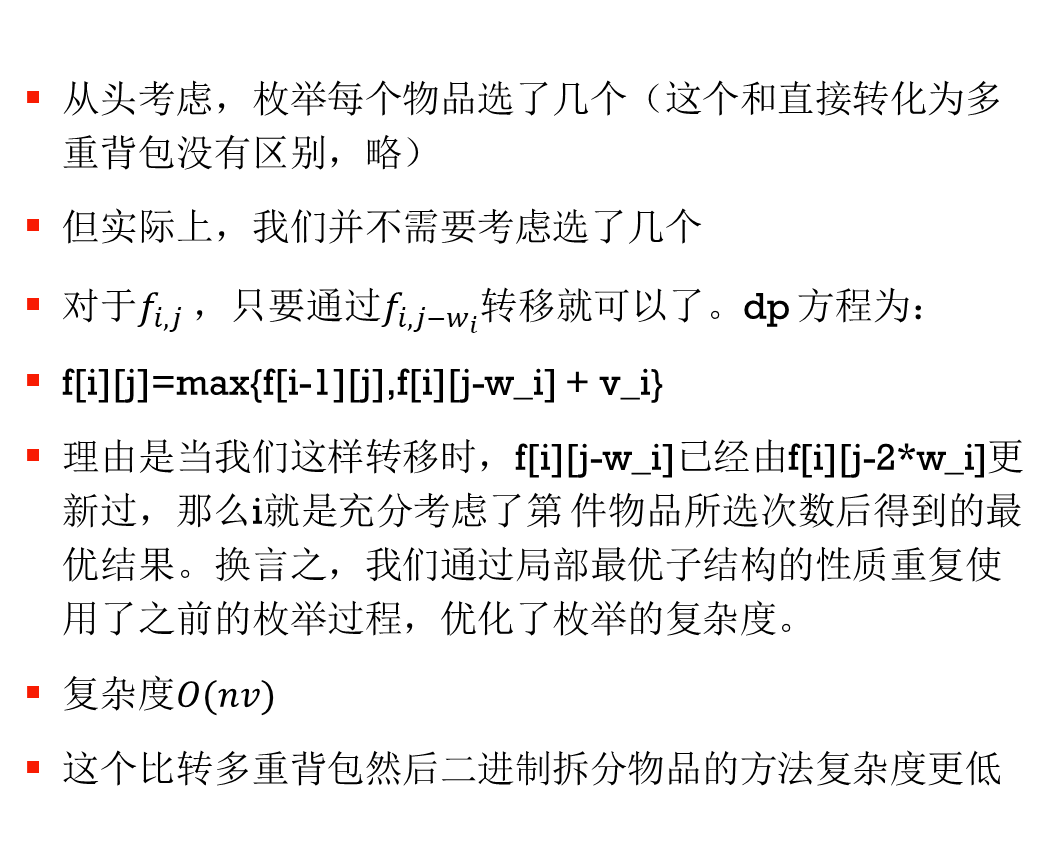 从头考虑，枚举每个物品选了几个（这个和直接转化为多
重背包没有区别，略）
但实际上，我们并不需要考虑选了几个
对于f_{i,j} ，只要通过f_{i,j−w_i}转移就可以了。dp 方程为：
f[i][j]=max{f[i-1][j],f[i][j-w_i] + v_i}
理由是当我们这样转移时，f[i][j-w_i]已经由f[i][j-2*w_i]更
新过，那么i就是充分考虑了第 件物品所选次数后得到的最
优结果。换言之，我们通过局部最优子结构的性质重复使
用了之前的枚举过程，优化了枚举的复杂度。
复杂度O(nv)
这个比转多重背包然后二进制拆分物品的方法复杂度更低